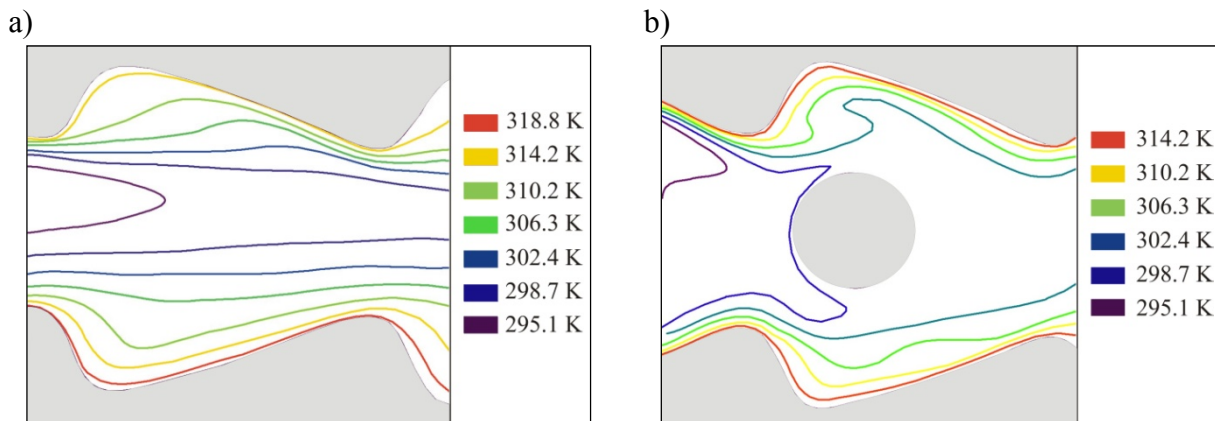 a)
318.8 K
314.2 K
310.2 K
306.3 K
302.4 K
298.7 K
295.1 K
b)
314.2 K
310.2 K
306.3 K
302.4 K
298.7 K
295.1 K